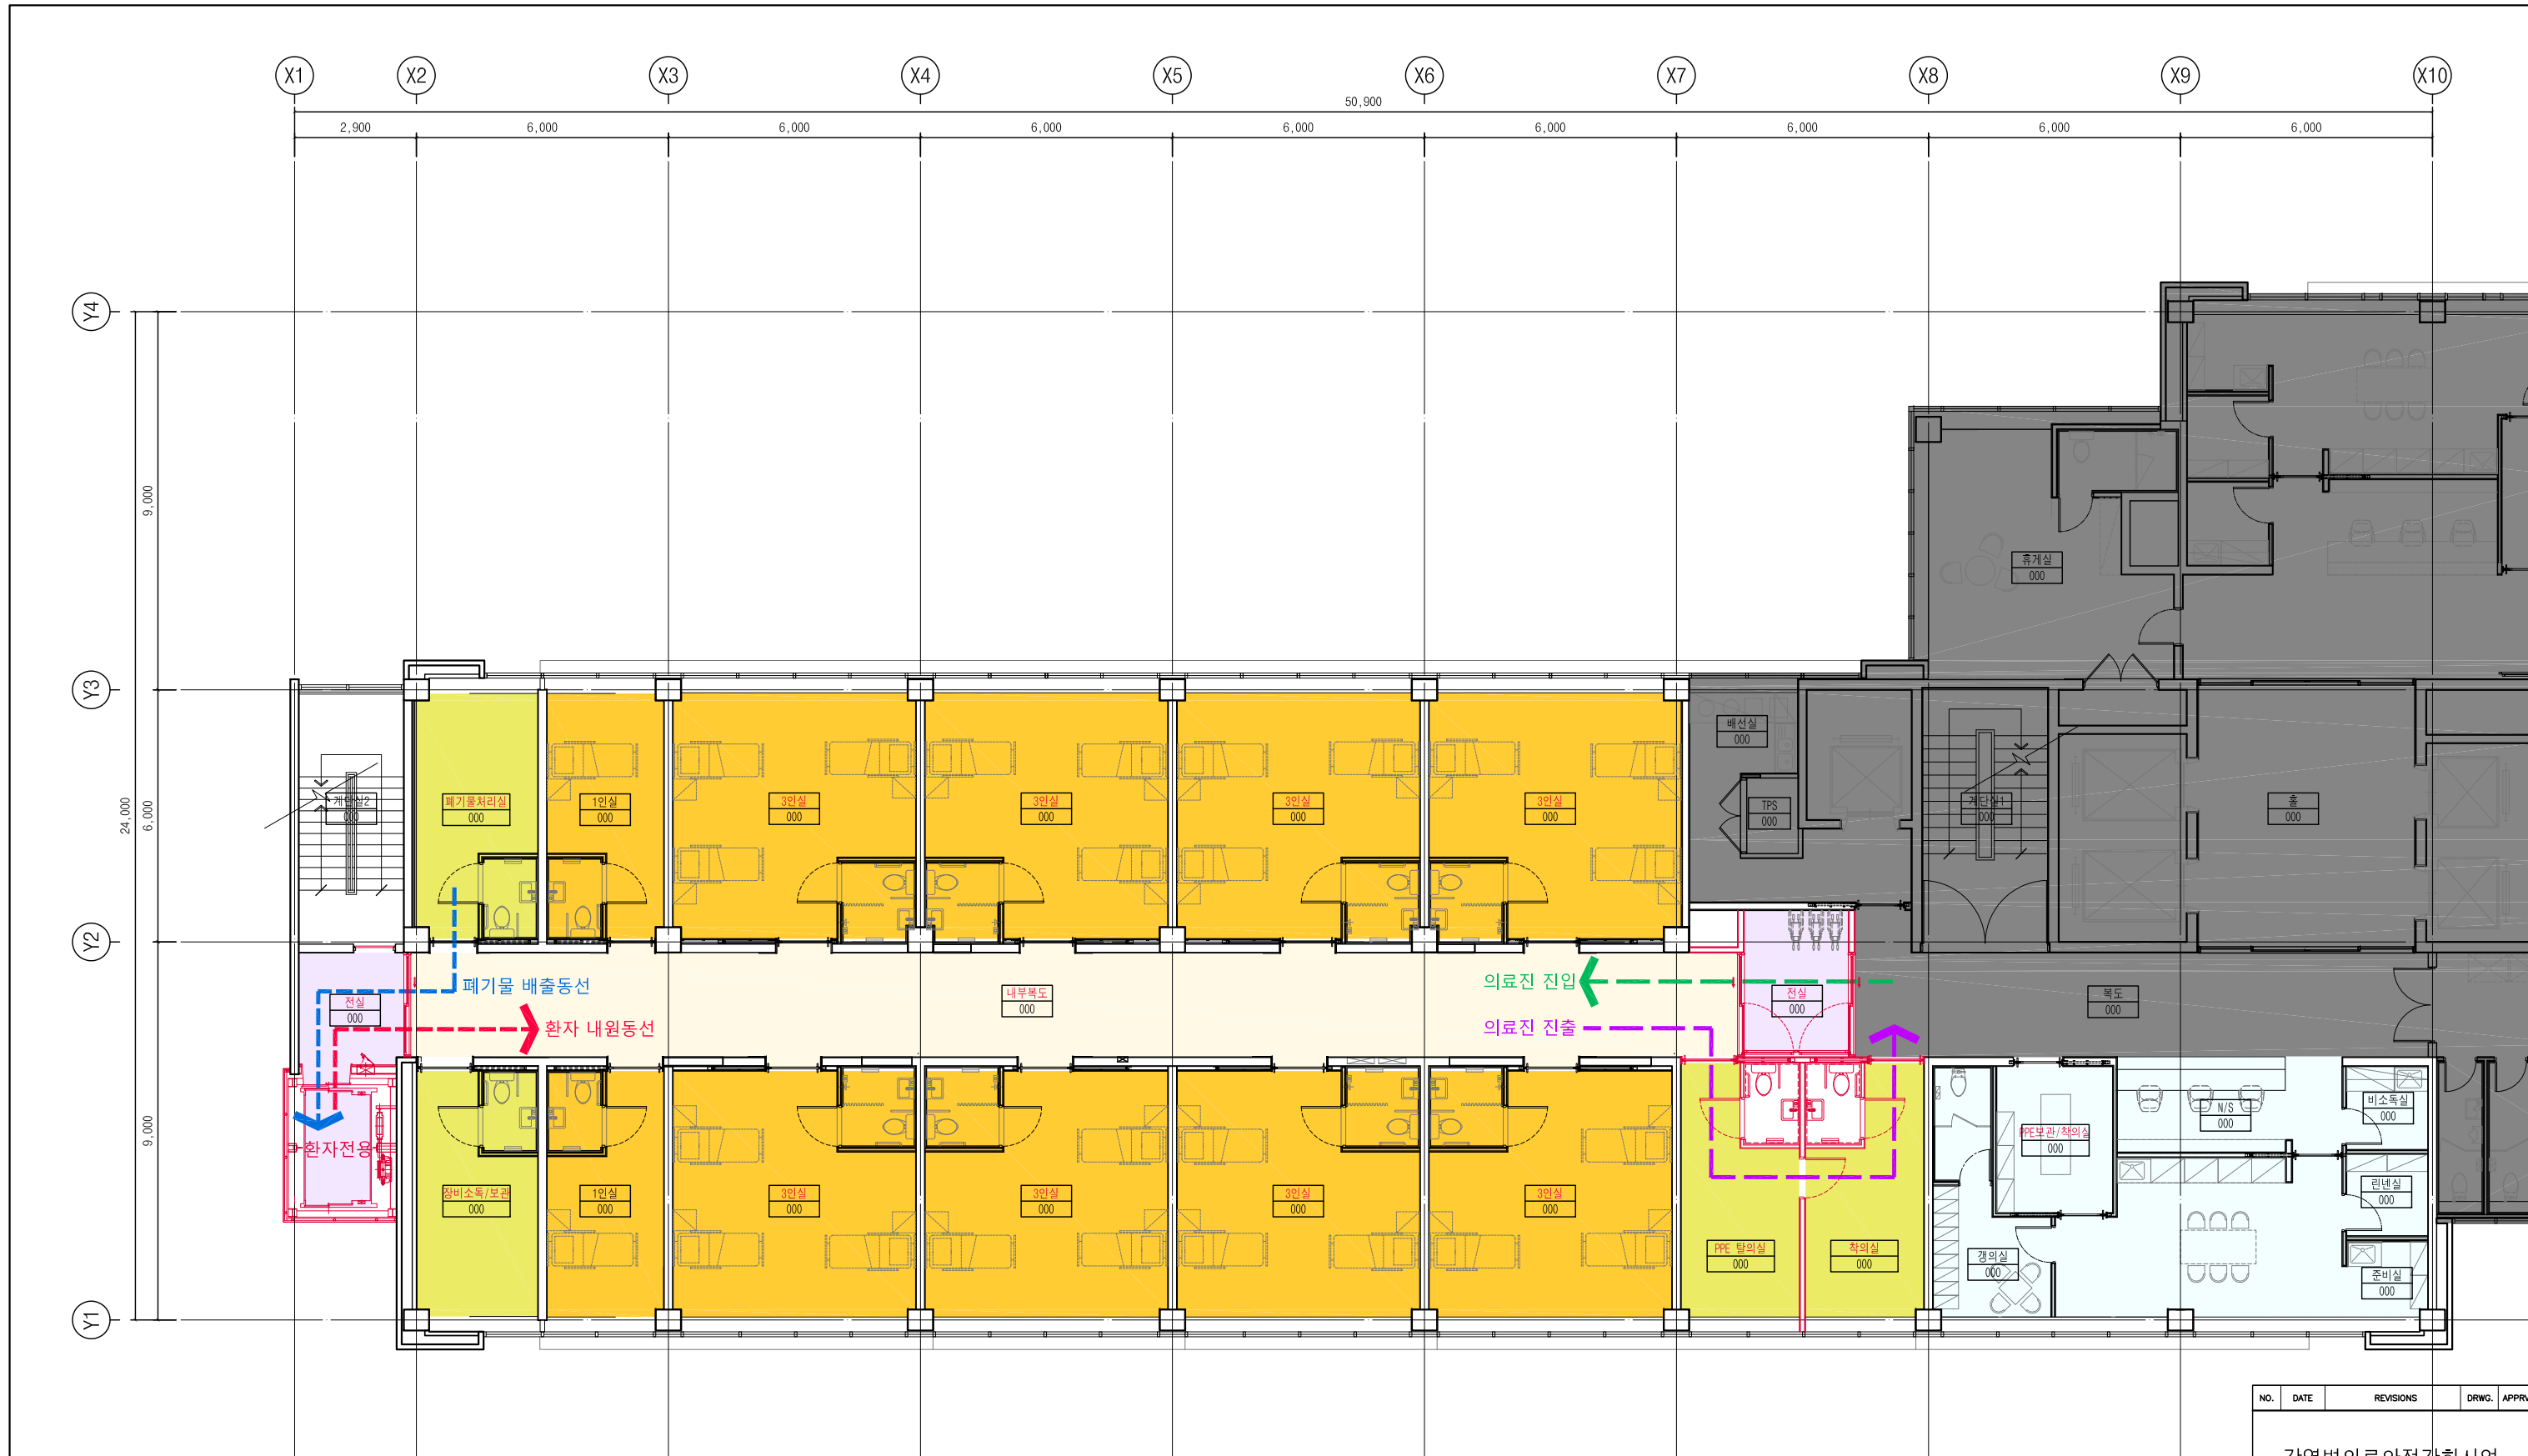 X1 X2 X3 X4 X5 X6 X7 X8 X9 X10
50,900
2,900 6,000 6,000 6,000 6,000 6,000 6,000 6,000 6,000
Y4
9,000
휴게실
000
Y3
24,000
6,000
계단실2
000
폐기물처리실
000
1인실
000
3인실
000
3인실
000
3인실
000
3인실
000
배선실
000
TPS
000
계단실1
000
홀
000
Y2
전실
000
폐기물 배출동선
환자 내원동선
내부복도
000
의료진 진입
의료진 진출
전실
000
복도
000
9,000
환자전용
장비소독/보관
000
1인실
000
3인실
000
3인실
000
3인실
000
3인실
000
PPE 탈의실
000
착의실
000
PPE보관/착의실
000
N/S
000
비소독실
000
린넨실
000
갱의실
000
준비실
000
Y1
NO. DATE REVISIONS DRWG.